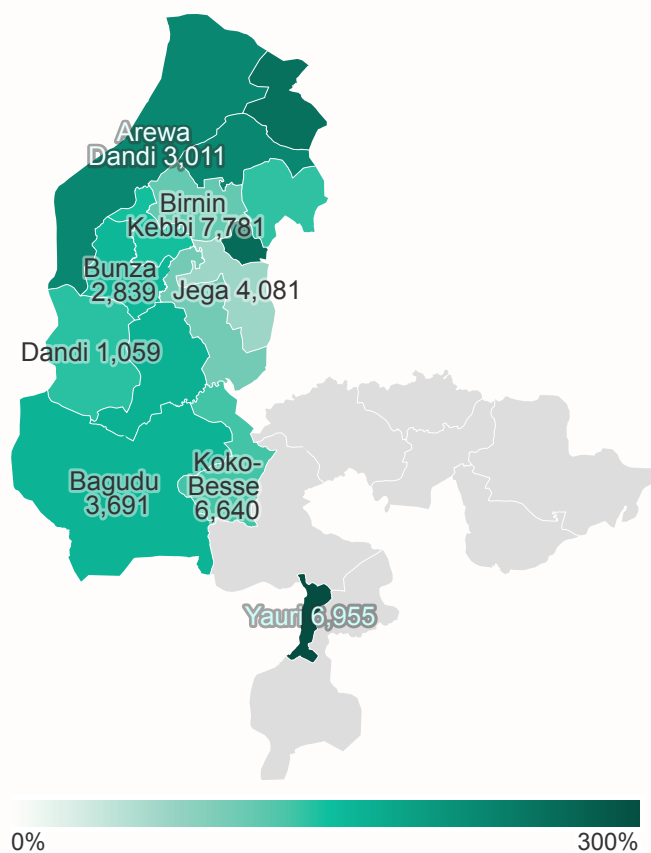 Arewa
Dandi 3,011
Birnin
Kebbi 7,781
Bunza
2,839
Jega 4,081
Dandi 1,059
Koko-
Besse
6,640
Bagudu
3,691
Yauri 6,955
0%
300%